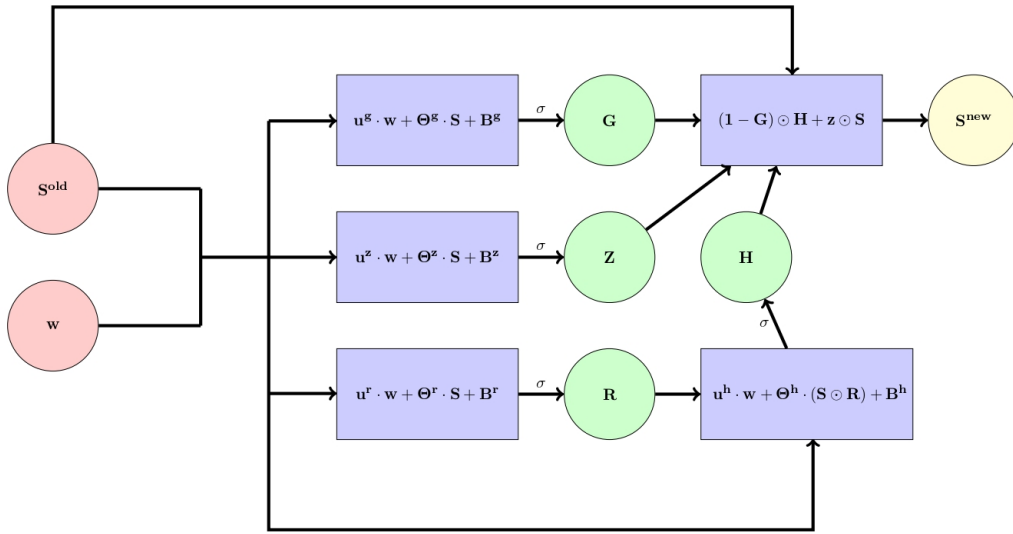 u^g · w + Θ^g · S + B^g
σ
G
(1 − G) ⊙ H + z ⊙ S
S^new
S^old
u^z · w + Θ^z · S + B^z
σ
Z
H
w
σ
u^r · w + Θ^r · S + B^r
σ
R
u^h · w + Θ^h · (S ⊙ R) + B^h